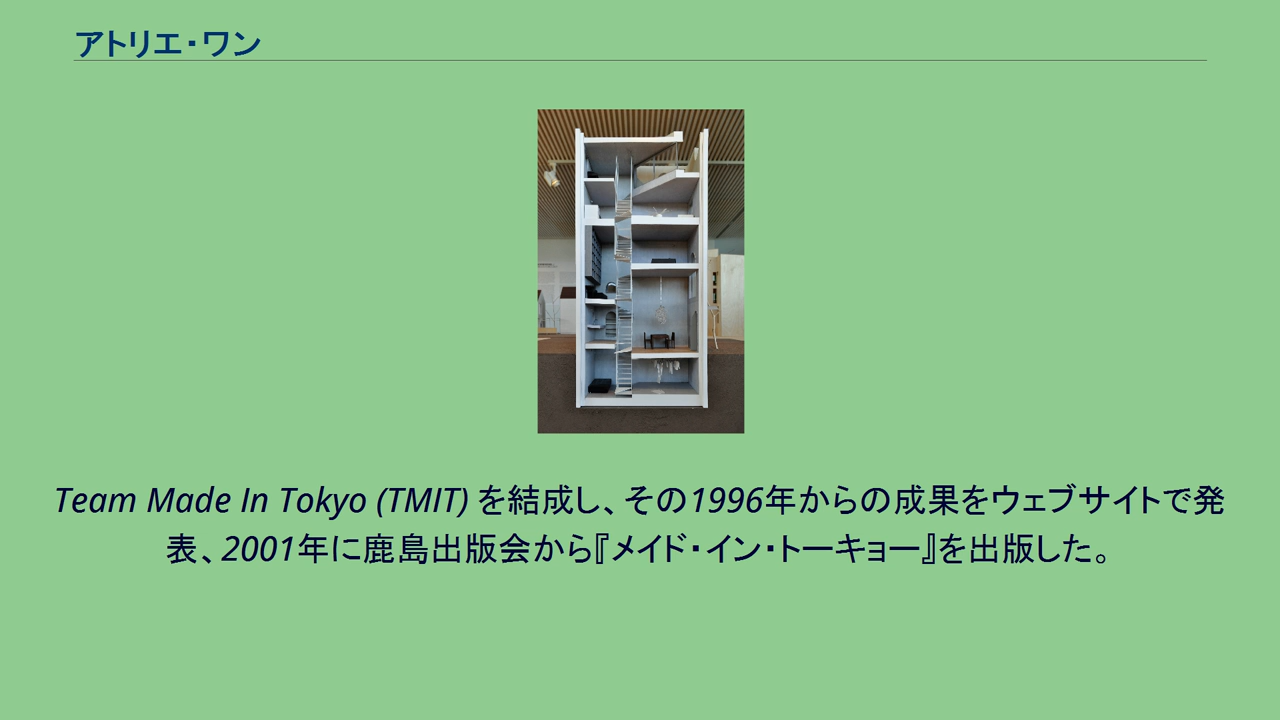 アトリエ・ワン
Team Made In Tokyo (TMIT) を結成し、その1996年からの成果をウェブサイトで発
表、2001年に鹿島出版会から『メイド・イン・トーキョー』を出版した。